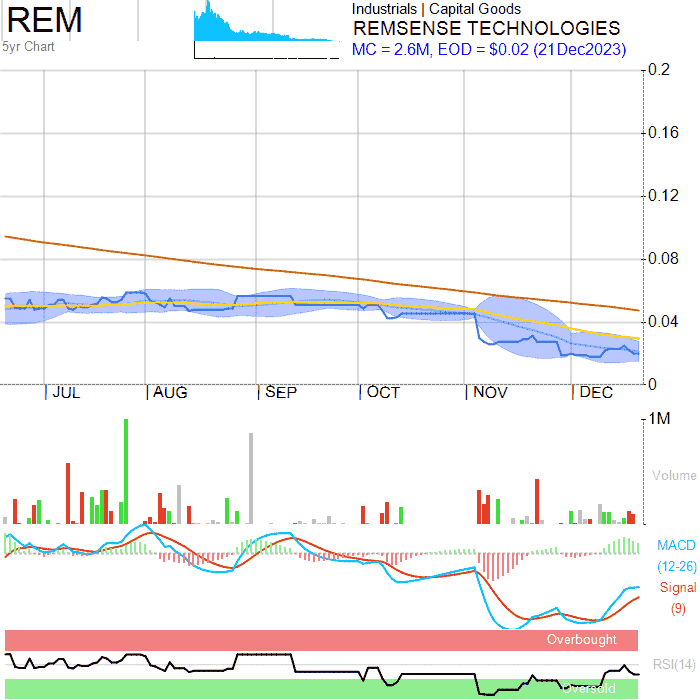 REM
5yr Chart
Industrials | Capital Goods
REMSENSE TECHNOLOGIES
MC = 2.6M, EOD = $0.02 (21Dec2023)
0.2
0.16
0.12
0.08
0.04
0
JUL AUG SEP OCT NOV DEC
1M
Volume
MACD
(12-26)
Signal
(9)
Overbought
RSI(14)
Oversold